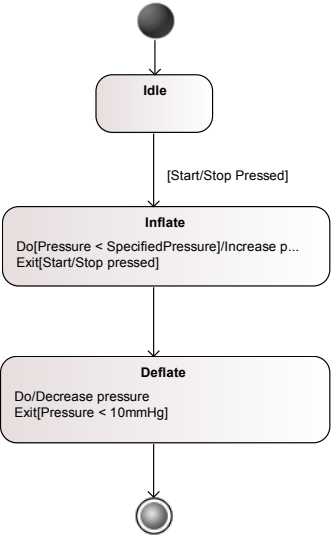 Idle
[Start/Stop Pressed]
Inflate
Do[Pressure < SpecifiedPressure]/Increase p...
Exit[Start/Stop pressed]
Deflate
Do/Decrease pressure
Exit[Pressure < 10mmHg]